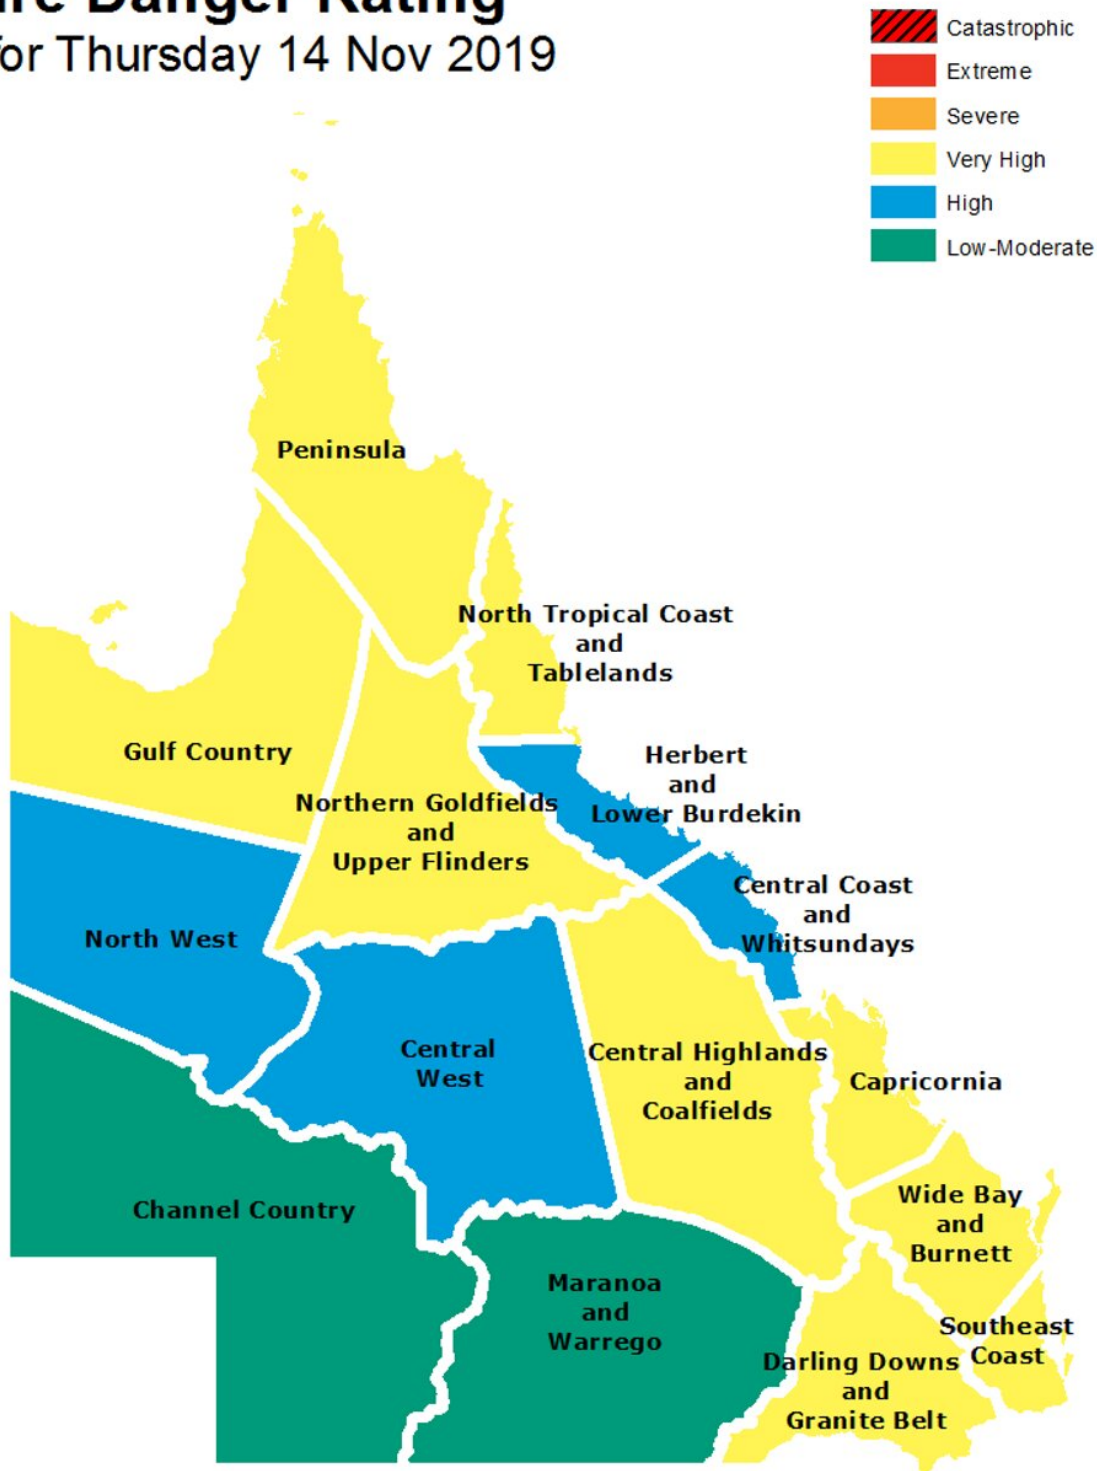 Danger Rating
for Thursday 14 Nov 2019
Catastrophic
Extreme
Severe
Very High
High
Low-Moderate
Peninsula
North Tropical Coast
and
Tablelands
Gulf Country
Herbert
and
Lower Burdekin
Northern Goldfields
and
Upper Flinders
Central Coast
and
Whitsundays
North West
Central
West
Central Highlands
and
Coalfields
Capricornia
Channel Country
Wide Bay
and
Burnett
Maranoa
and
Warrego
Southeast
Coast
Darling Downs
and
Granite Belt